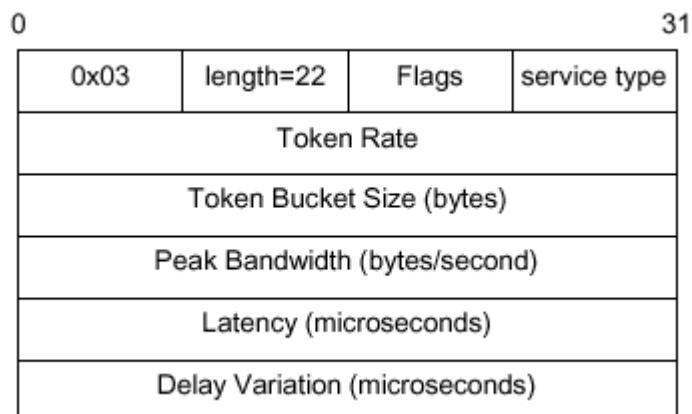 0 31
0x03 length=22 Flags service type
Token Rate
Token Bucket Size (bytes)
Peak Bandwidth (bytes/second)
Latency (microseconds)
Delay Variation (microseconds)